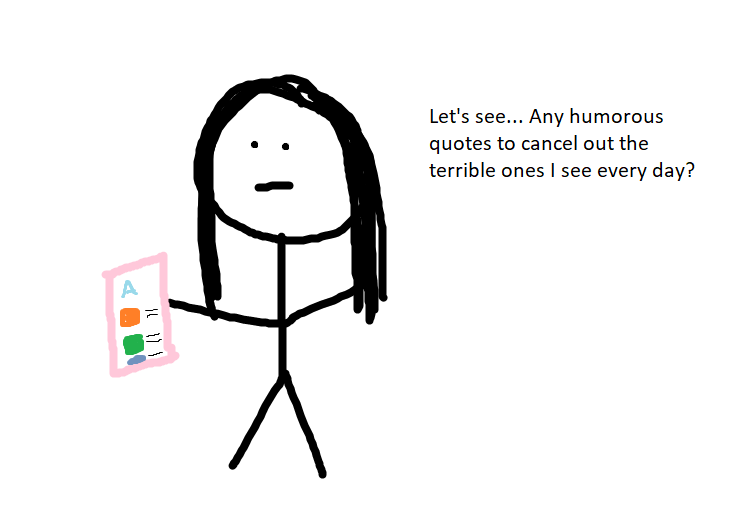 Let's see... Any humorous
quotes to cancel out the
terrible ones I see every day?
A